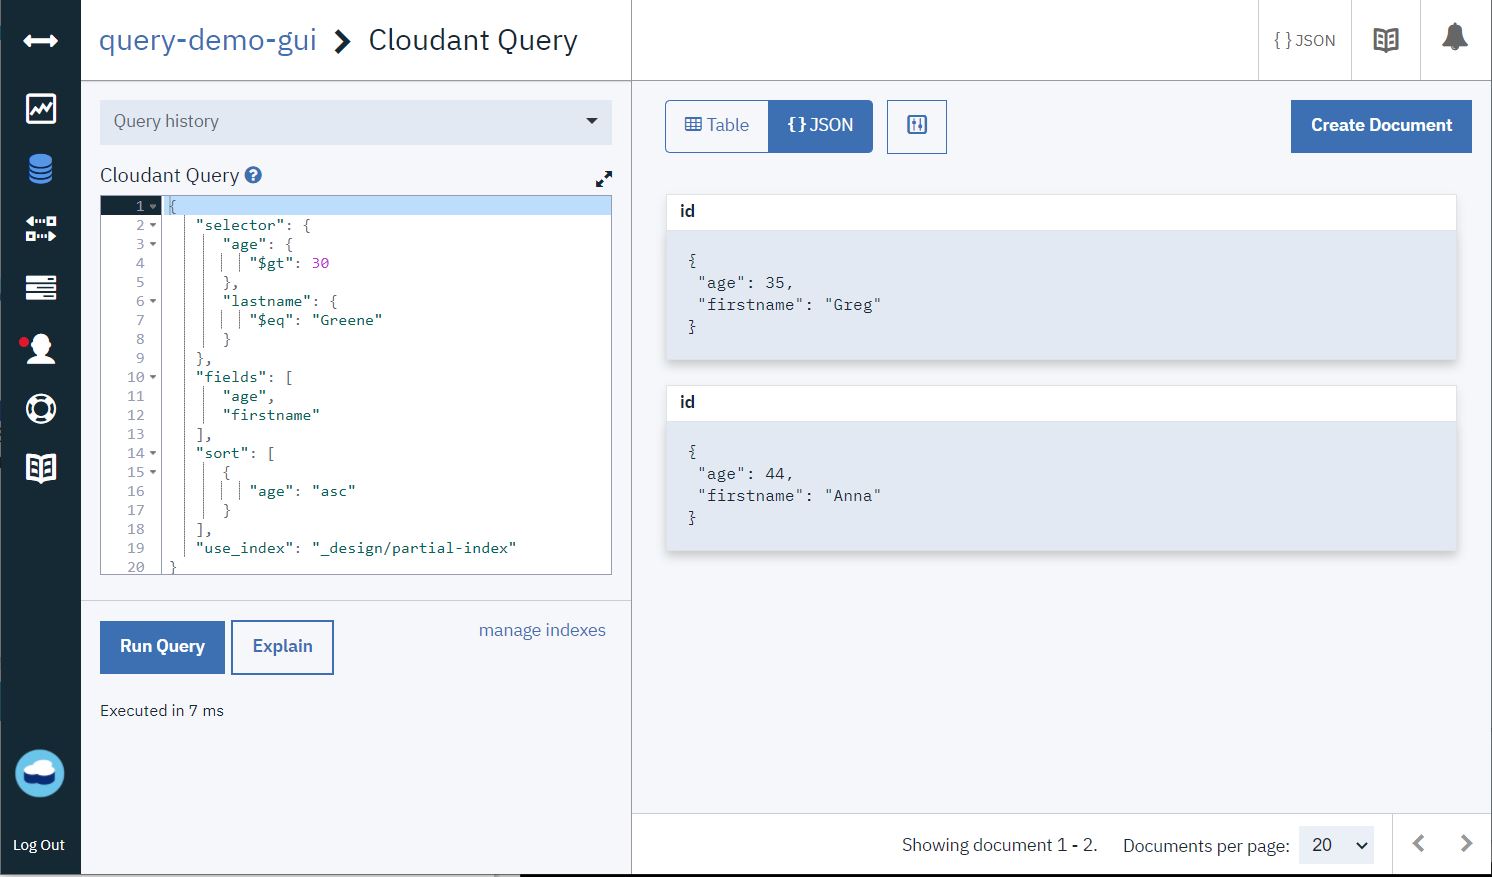 query-demo-gui Cloudant Query
{ } JSON
Query history
Cloudant Query
1 {
2 "selector": {
3 "age": {
4 "$gt": 30
5 },
6 "lastname": {
7 "$eq": "Greene"
8 }
9 },
10 "fields": [
11 "age",
12 "firstname"
13 ],
14 "sort": [
15 {
16 "age": "asc"
17 }
18 ],
19 "use_index": "_design/partial-index"
20 }
Run Query
Explain
manage indexes
Executed in 7 ms
Log Out
Table
{ } JSON
Create Document
id
{
"age": 35,
"firstname": "Greg"
}
id
{
"age": 44,
"firstname": "Anna"
}
Showing document 1 - 2.
Documents per page: 20